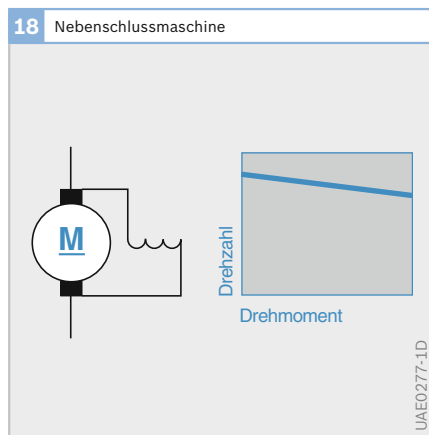 18 Nebenschlussmaschine
M
Drehzahl
Drehmoment
UAE0277-1D